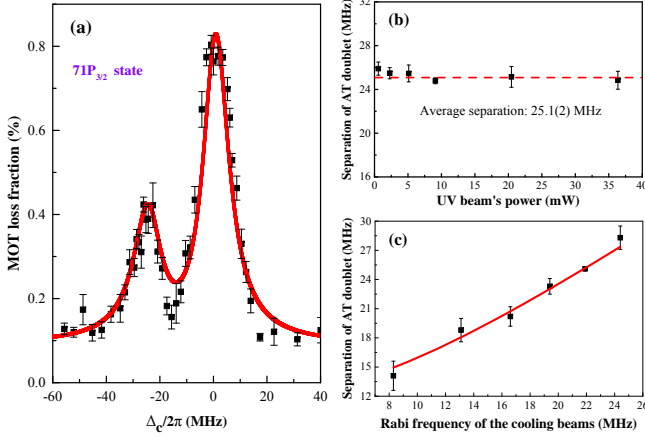 (a)
71P3/2 state
MOT loss fraction (%)
0.8
0.6
0.4
0.2
0.0
-60 -40 -20 0 20 40
Δc/2π (MHz)
(b)
Separation of AT doublet (MHz)
32
28
24
20
16
Average separation: 25.1(2) MHz
0 5 10 15 20 25 30 35 40
UV beam's power (mW)
(c)
Separation of AT doublet (MHz)
30
27
24
21
18
15
12
8 10 12 14 16 18 20 22 24 26
Rabi frequency of the cooling beams (MHz)